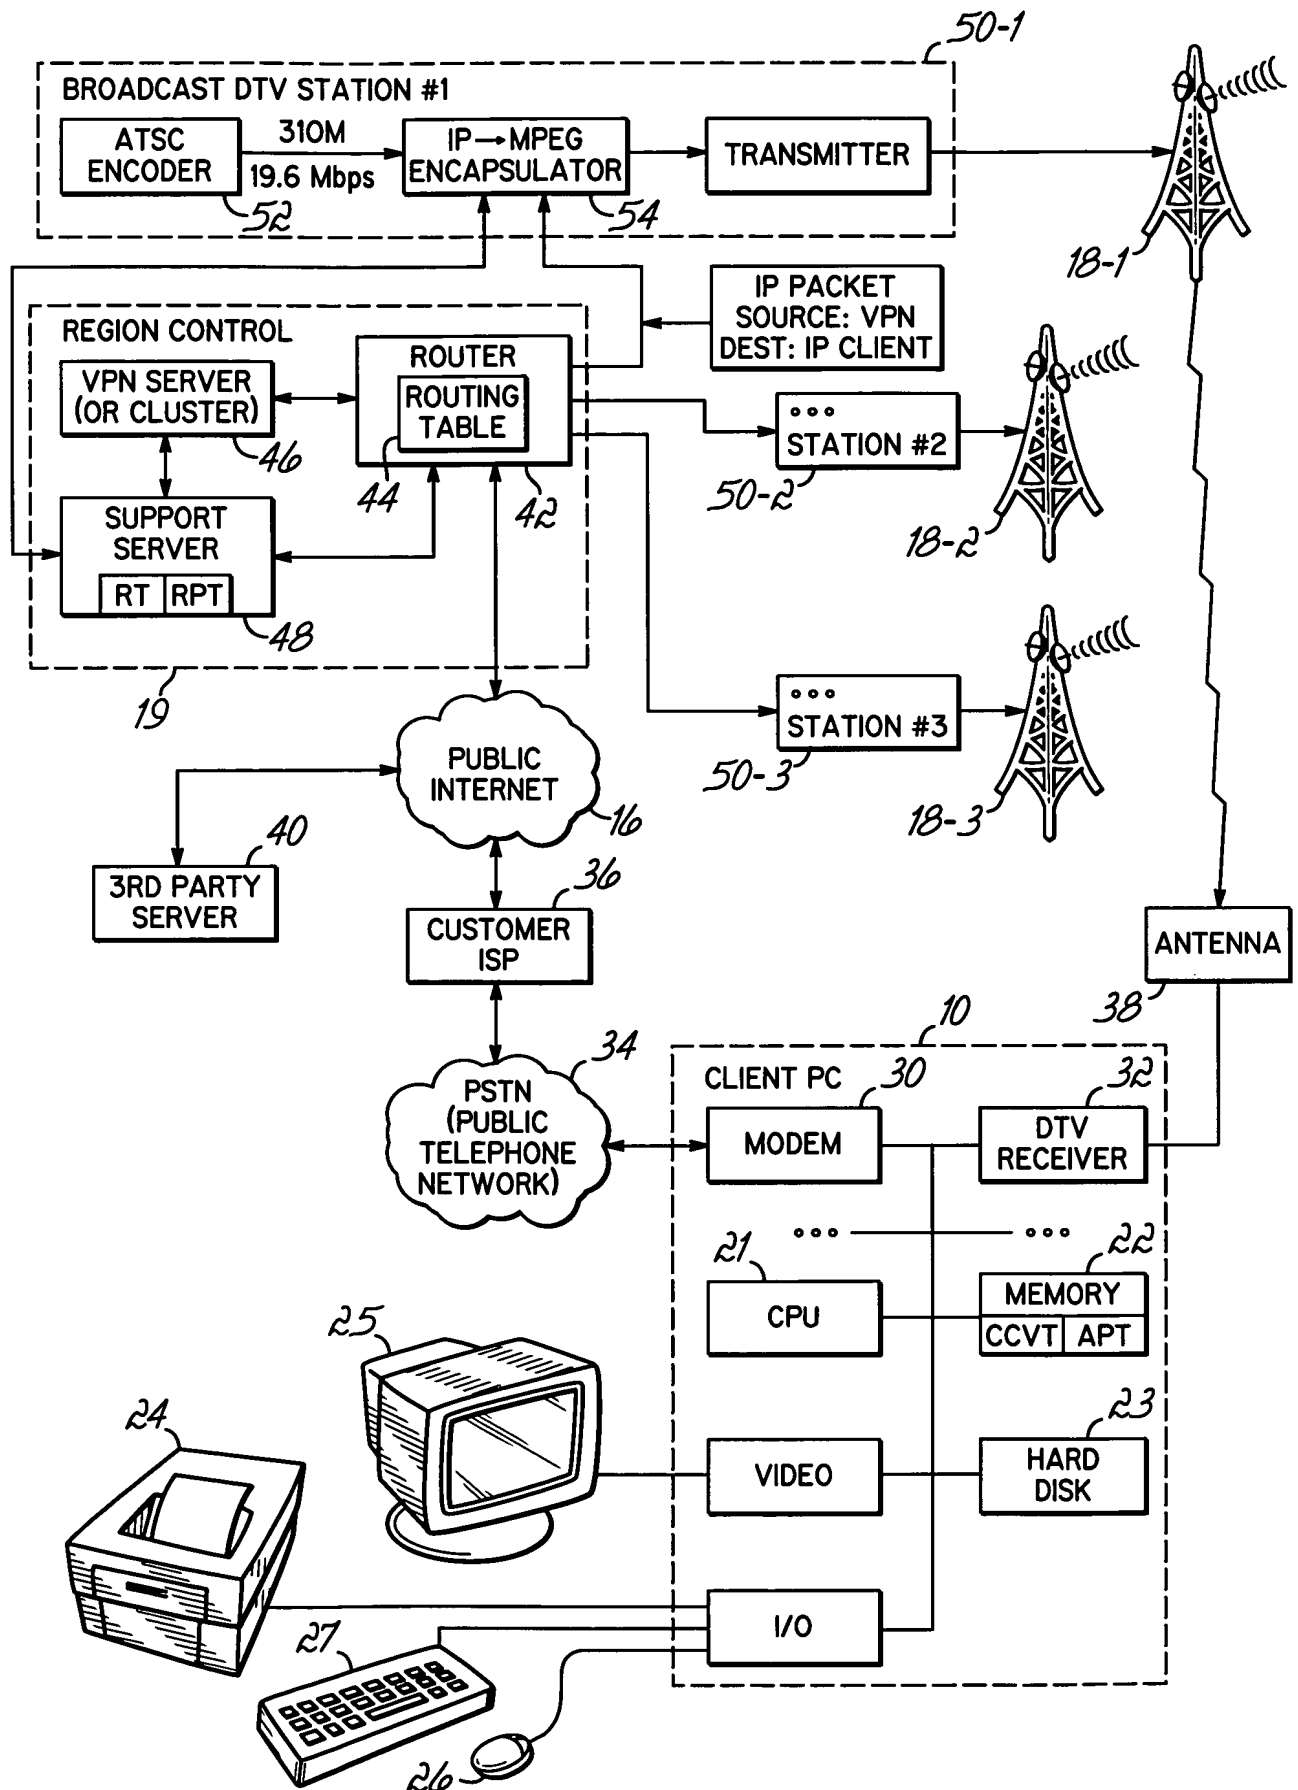 50-1
BROADCAST DTV STATION #1
ATSC
ENCODER
310M
19.6 Mbps
IP→MPEG
ENCAPSULATOR
TRANSMITTER
52
54
18-1
IP PACKET
SOURCE: VPN
DEST: IP CLIENT
REGION CONTROL
VPN SERVER
(OR CLUSTER)
46
ROUTER
ROUTING
TABLE
44
42
STATION #2
50-2
18-2
SUPPORT
SERVER
RT RPT
48
19
STATION #3
50-3
18-3
PUBLIC
INTERNET
16
40
3RD PARTY
SERVER
36
CUSTOMER
ISP
ANTENNA
38
34
PSTN
(PUBLIC
TELEPHONE
NETWORK)
10
CLIENT PC
30
MODEM
32
DTV
RECEIVER
21
CPU
22
MEMORY
CCVT APT
25
VIDEO
23
HARD
DISK
24
I/O
27
26